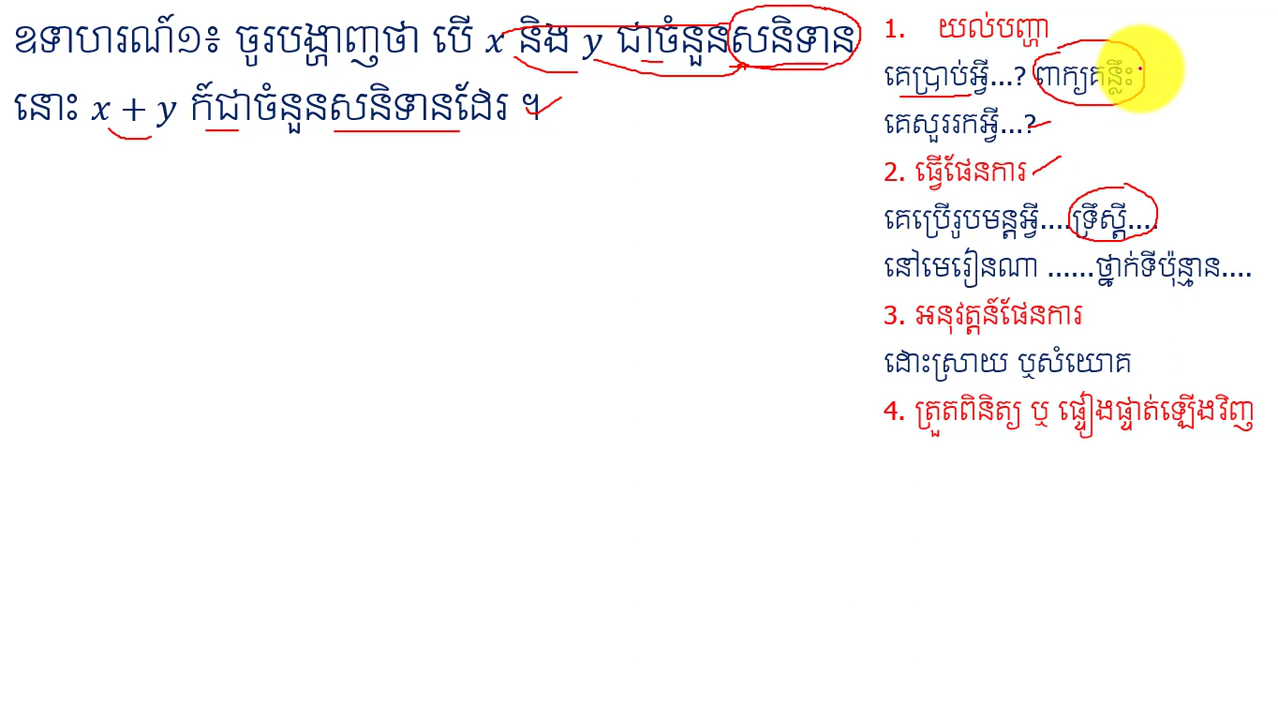 ឧទាហរណ៍១៖ ចូរបង្ហាញថា បើ x និង y ជាចំនួនសនិទាន
នោះ x + y ក៍ជាចំនួនសនិទានដែរ ។
1. យល់បញ្ហា
គេប្រាប់អ្វី...? ពាក្យគន្លឹះ
គេសួររកអ្វី...?
2. ធ្វើផែនការ
គេប្រើរូបមន្តអ្វី....ទ្រឹស្តី....
នៅមេរៀនណា ......ថ្នាក់ទីប៉ុន្មាន....
3. អនុវត្តន៍ផែនការ
ដោះស្រាយ ឬសំយោគ
4. ត្រួតពិនិត្យ ឬ ផ្ទៀងផ្ទាត់ឡើងវិញ